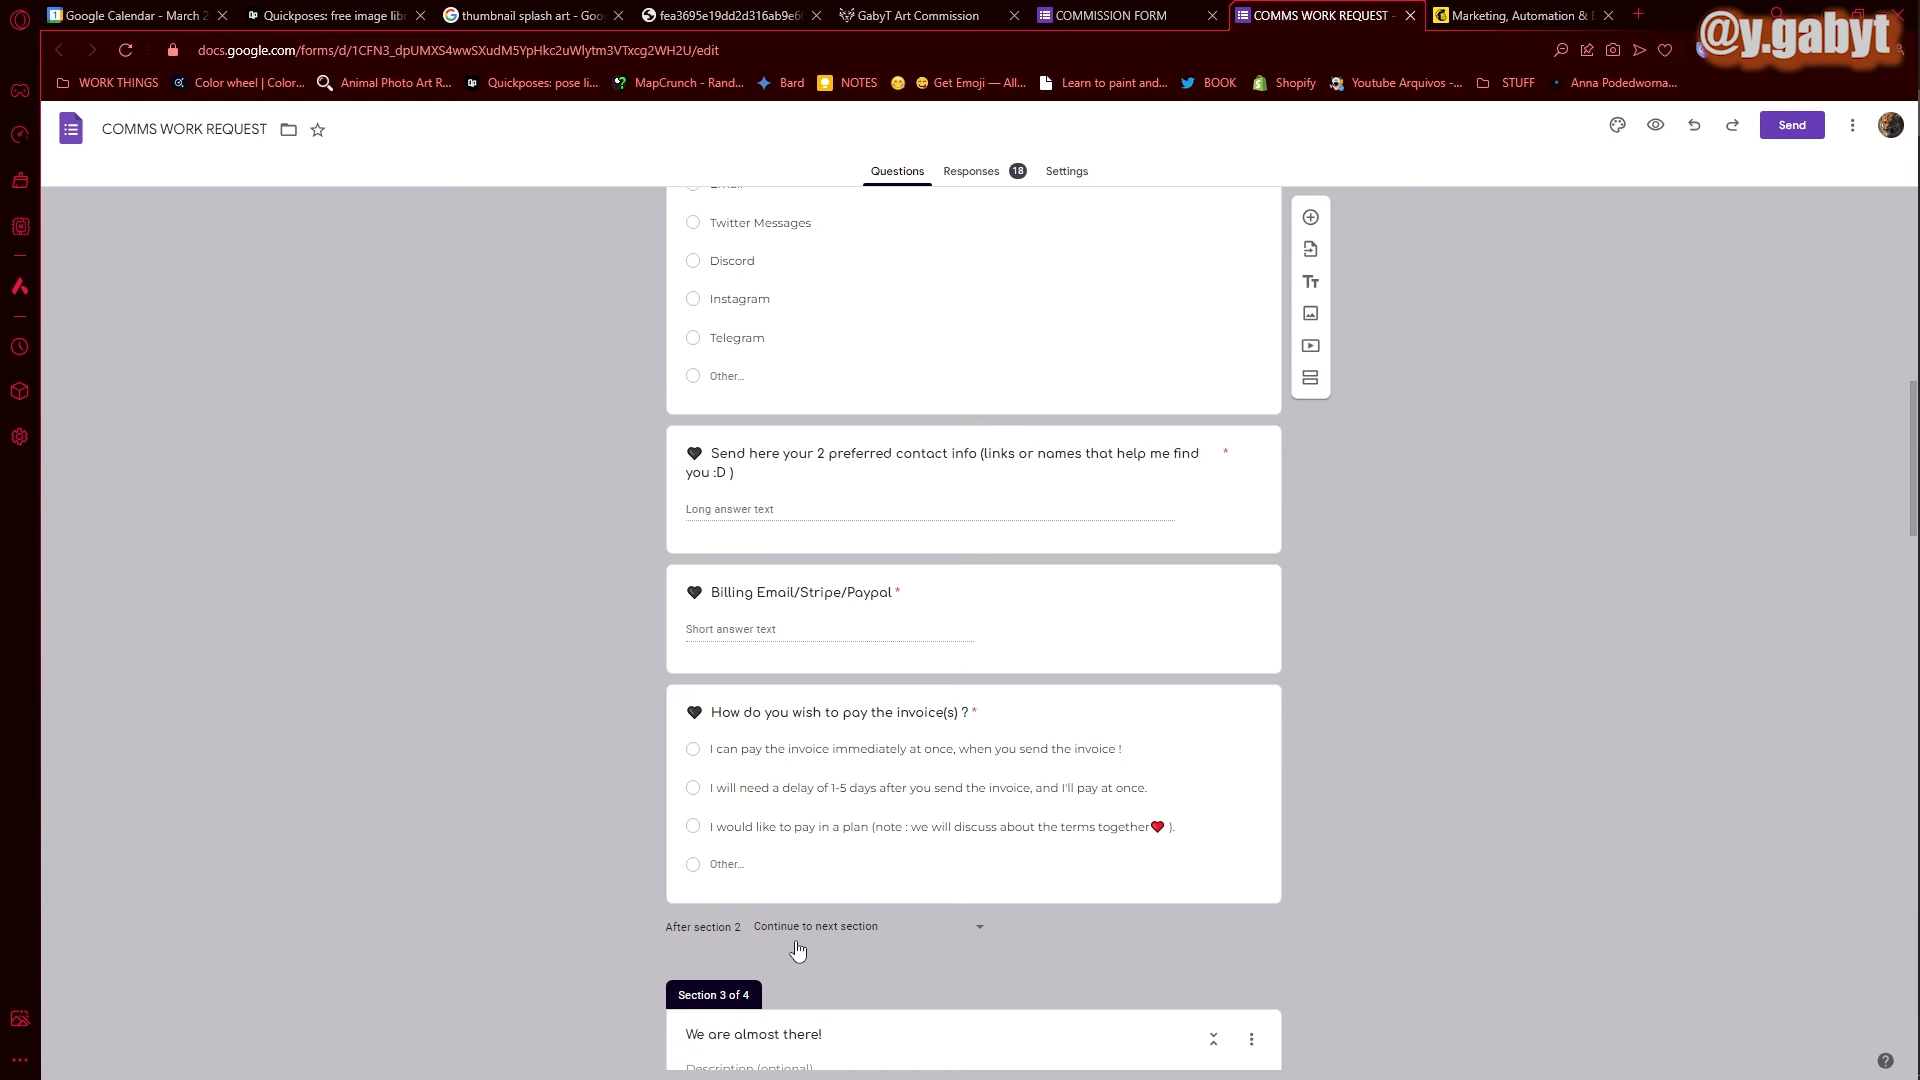 Google Calendar - March 2
Quickposes: free image lib
thumbnail splash art - Goo
fea3695e19dd2d316ab9e6
GabyT Art Commission
COMMISSION FORM
COMMS WORK REQUEST -
Marketing, Automation & E
@y.gabyt
docs.google.com/forms/d/1CFN3_dpUMXS4wwSXudM5YpHkc2uWlytm3VTxcg2WH2U/edit
WORK THINGS
Color wheel | Color...
Animal Photo Art R...
Quickposes: pose li...
MapCrunch - Rand...
Bard
NOTES
Get Emoji — All...
Learn to paint and...
BOOK
Shopify
Youtube Arquivos -...
STUFF
Anna Podedworna...
COMMS WORK REQUEST
Send
Questions
Responses 18
Settings
Email
Twitter Messages
Discord
Instagram
Telegram
Other...
Send here your 2 preferred contact info (links or names that help me find *
you :D )
Long answer text
Billing Email/Stripe/Paypal *
Short answer text
How do you wish to pay the invoice(s) ? *
I can pay the invoice immediately at once, when you send the invoice !
I will need a delay of 1-5 days after you send the invoice, and I'll pay at once.
I would like to pay in a plan (note : we will discuss about the terms together❤ ).
Other...
After section 2 Continue to next section
Section 3 of 4
We are almost there!
Description (optional)